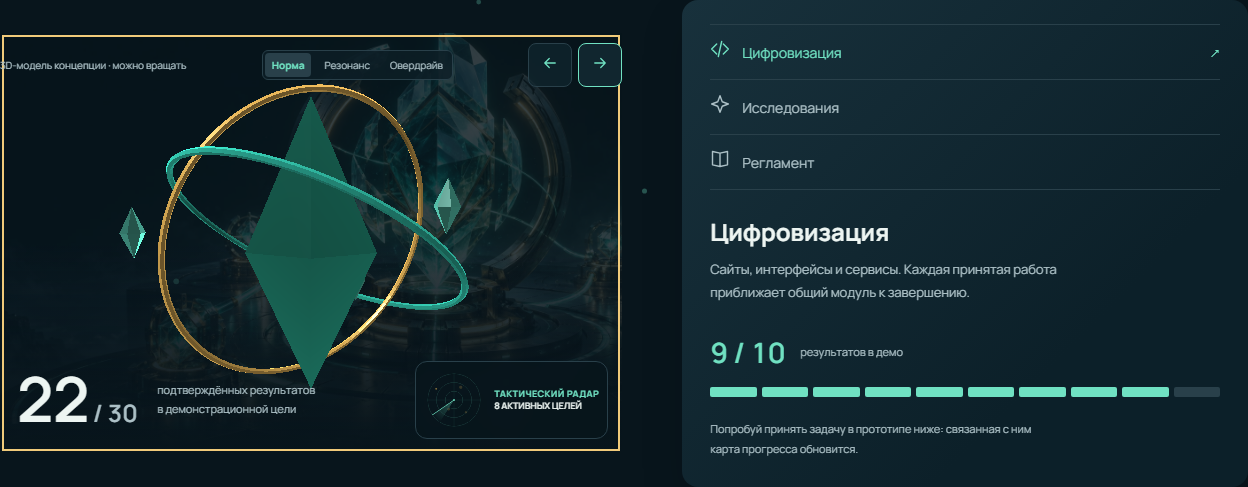 3D-модель концепции · можно вращать
Норма
Резонанс
Овердрайв
22 / 30
подтверждённых результатов
в демонстрационной цели
ТАКТИЧЕСКИЙ РАДАР
8 АКТИВНЫХ ЦЕЛЕЙ
Цифровизация
Исследования
Регламент
Цифровизация
Сайты, интерфейсы и сервисы. Каждая принятая работа
приближает общий модуль к завершению.
9 / 10 результатов в демо
Попробуй принять задачу в прототипе ниже: связанная с ним
карта прогресса обновится.